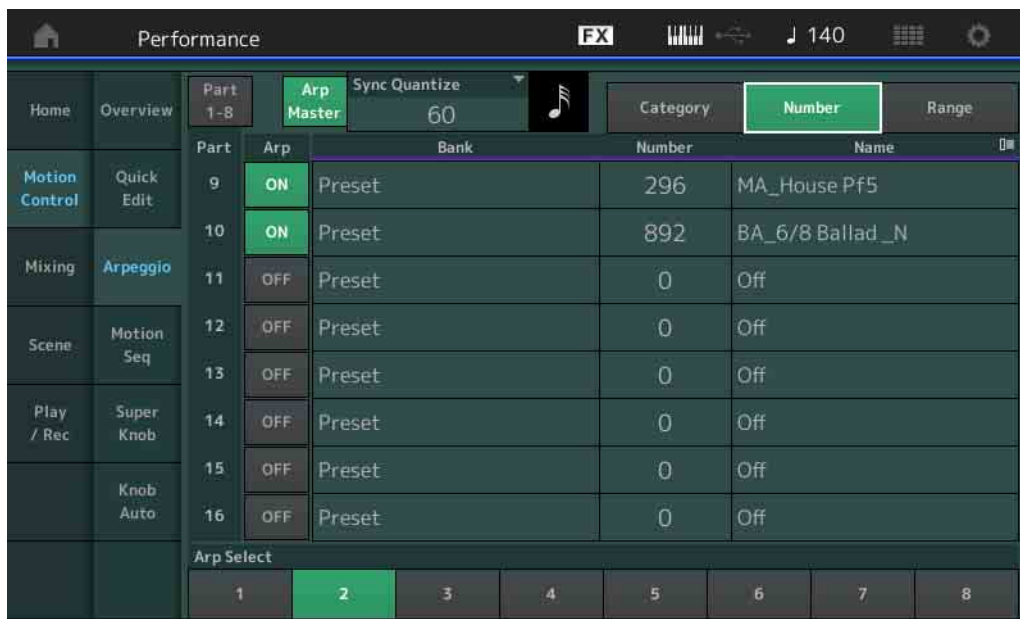 Performance
FX
♩ 140
Home
Overview
Part
1-8
Arp
Master
Sync Quantize
60
Category
Number
Range
Part Arp Bank Number Name
Motion
Control
Quick
Edit
9 ON Preset 296 MA_House Pf5
10 ON Preset 892 BA_6/8 Ballad _N
Mixing
Arpeggio
11 OFF Preset 0 Off
12 OFF Preset 0 Off
Scene
Motion
Seq
13 OFF Preset 0 Off
Play
/ Rec
Super
Knob
14 OFF Preset 0 Off
15 OFF Preset 0 Off
Knob
Auto
16 OFF Preset 0 Off
Arp Select
1 2 3 4 5 6 7 8